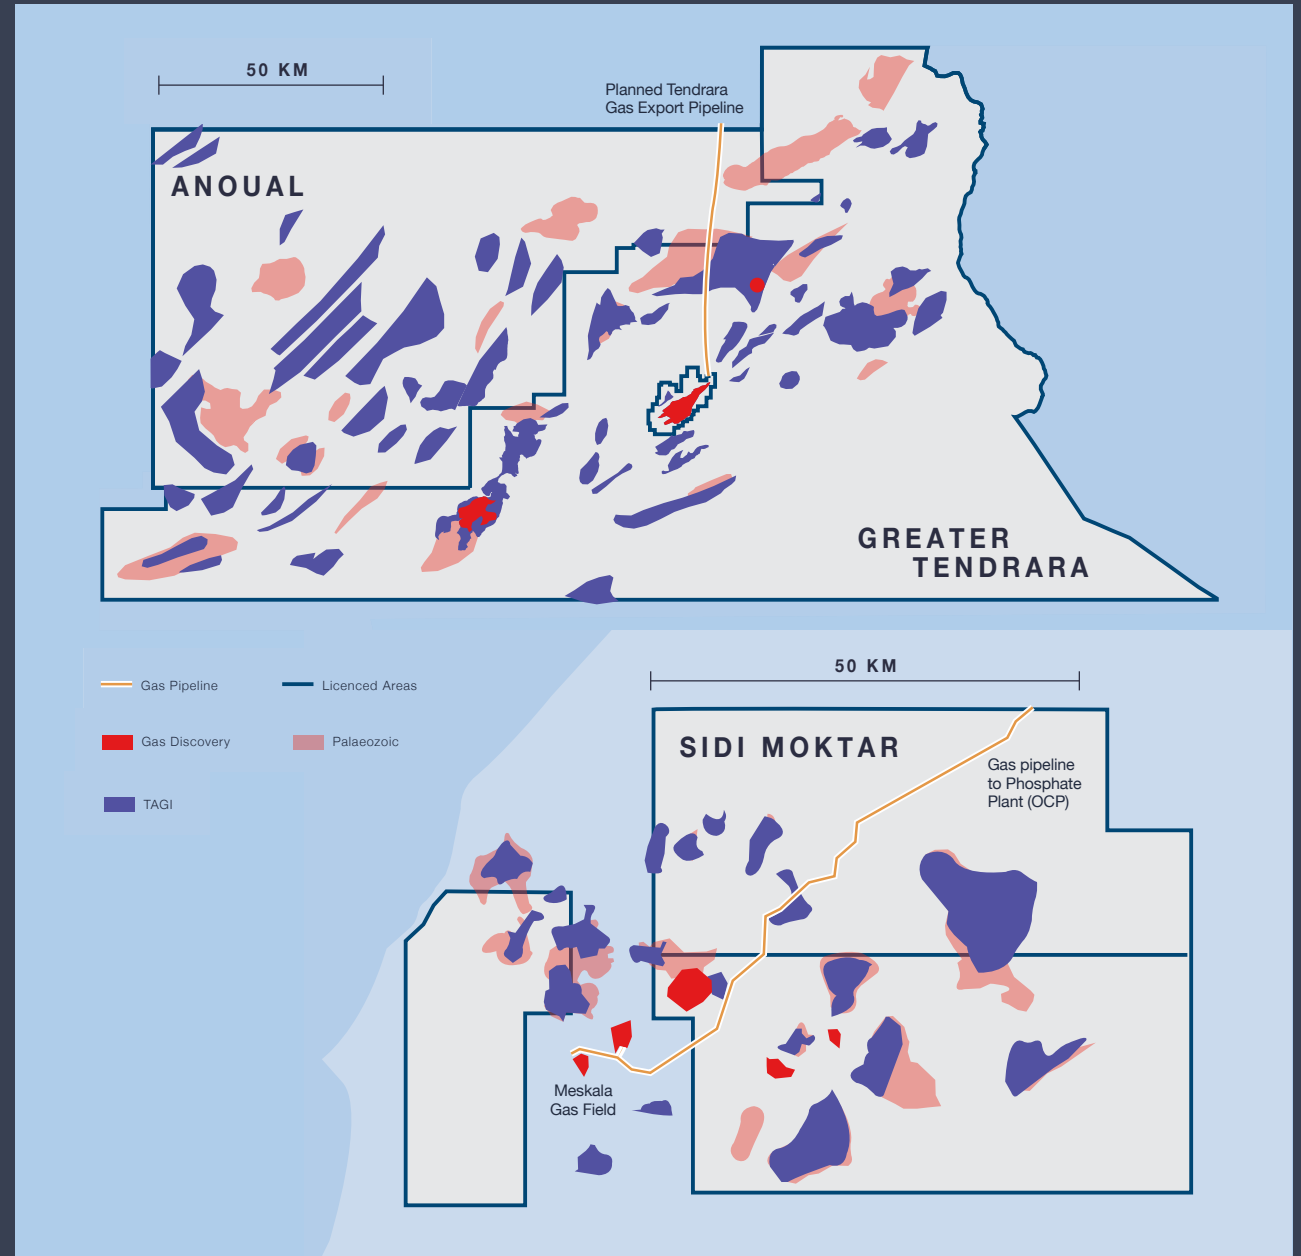 50 KM
Planned Tendrara
Gas Export Pipeline
ANOUAL
GREATER
TENDRARA
Gas Pipeline
Licenced Areas
Gas Discovery
Palaeozoic
TAGI
50 KM
SIDI MOKTAR
Gas pipeline
to Phosphate
Plant (OCP)
Meskala
Gas Field